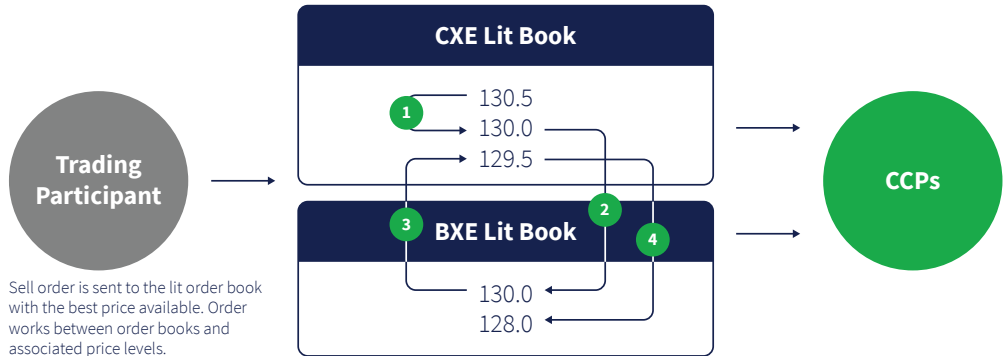 CXE Lit Book
130.5
1
130.0
129.5
Trading
Participant
CCPs
2
3
BXE Lit Book
4
130.0
128.0
Sell order is sent to the lit order book
with the best price available. Order
works between order books and
associated price levels.